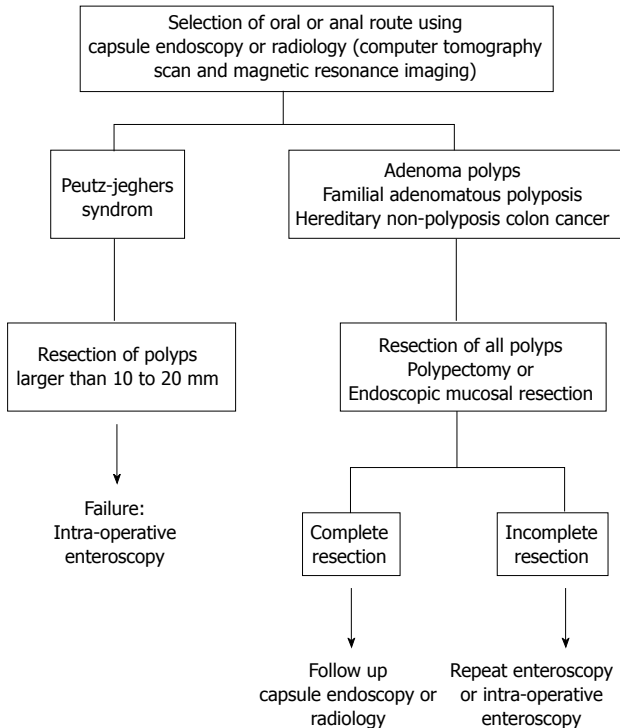 Selection of oral or anal route using
capsule endoscopy or radiology (computer tomography
scan and magnetic resonance imaging)
Peutz-jeghers
syndrom
Adenoma polyps
Familial adenomatous polyposis
Hereditary non-polyposis colon cancer
Resection of polyps
larger than 10 to 20 mm
Resection of all polyps
Polypectomy or
Endoscopic mucosal resection
Failure:
Intra-operative
enteroscopy
Complete
resection
Incomplete
resection
Follow up
capsule endoscopy or
radiology
Repeat enteroscopy
or intra-operative
enteroscopy